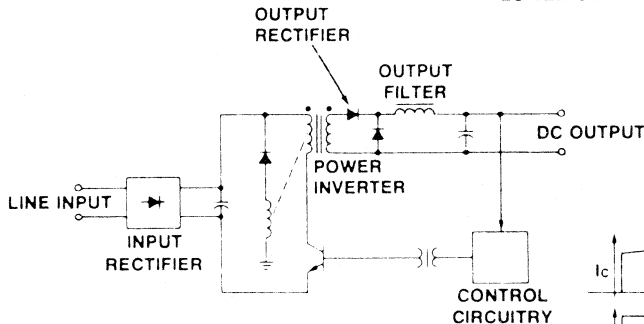 OUTPUT
RECTIFIER
OUTPUT
FILTER
DC OUTPUT
POWER
INVERTER
LINE INPUT
INPUT
RECTIFIER
Ic
CONTROL
CIRCUITRY